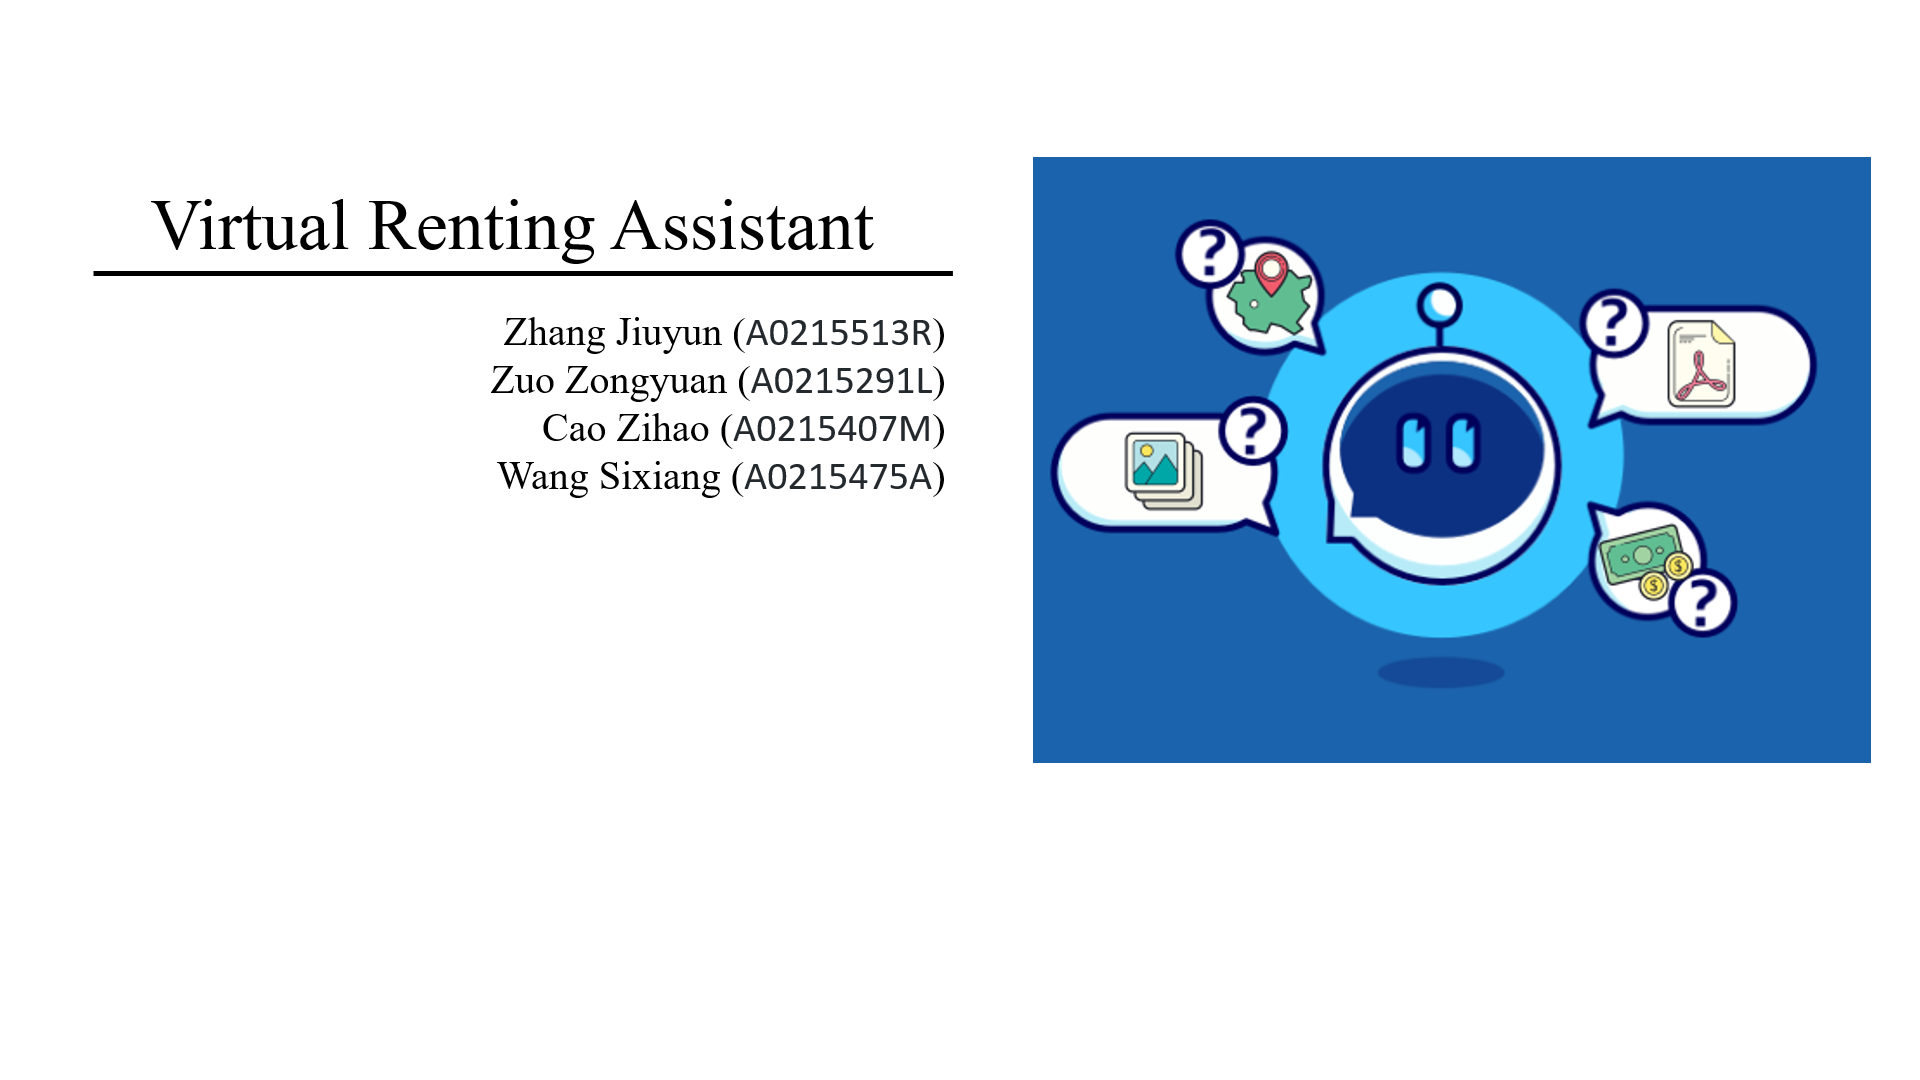 Virtual Renting Assistant
Zhang Jiuyun (A0215513R)
Zuo Zongyuan (A0215291L)
Cao Zihao (A0215407M)
Wang Sixiang (A0215475A)
?
?
?
?
$
$